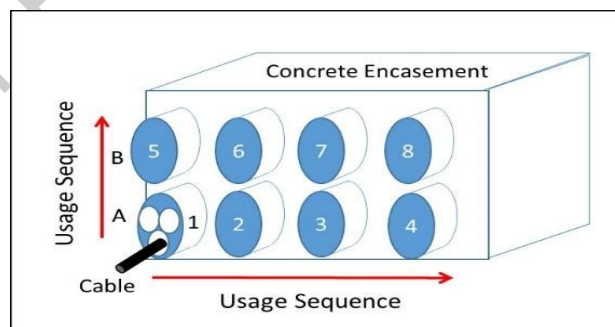 Concrete Encasement
Usage Sequence
B
5 6 7 8
A
1 2 3 4
Cable
Usage Sequence